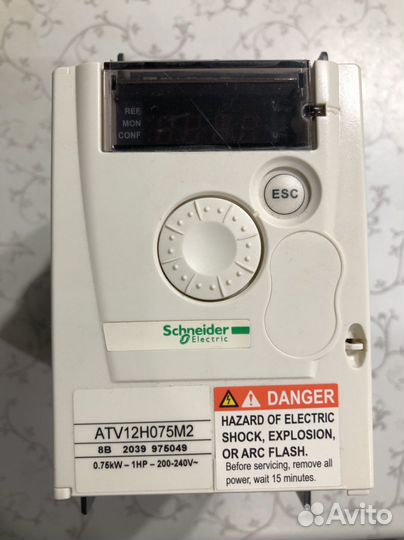 REF
MON
CONF
ESC
Schneider
Electric
ATV12H075M2
8B 2039 975049
0.75kW - 1HP - 200-240V~
DANGER
HAZARD OF ELECTRIC
SHOCK, EXPLOSION,
OR ARC FLASH.
Before servicing, remove all
power, wait 15 minutes.
Avito